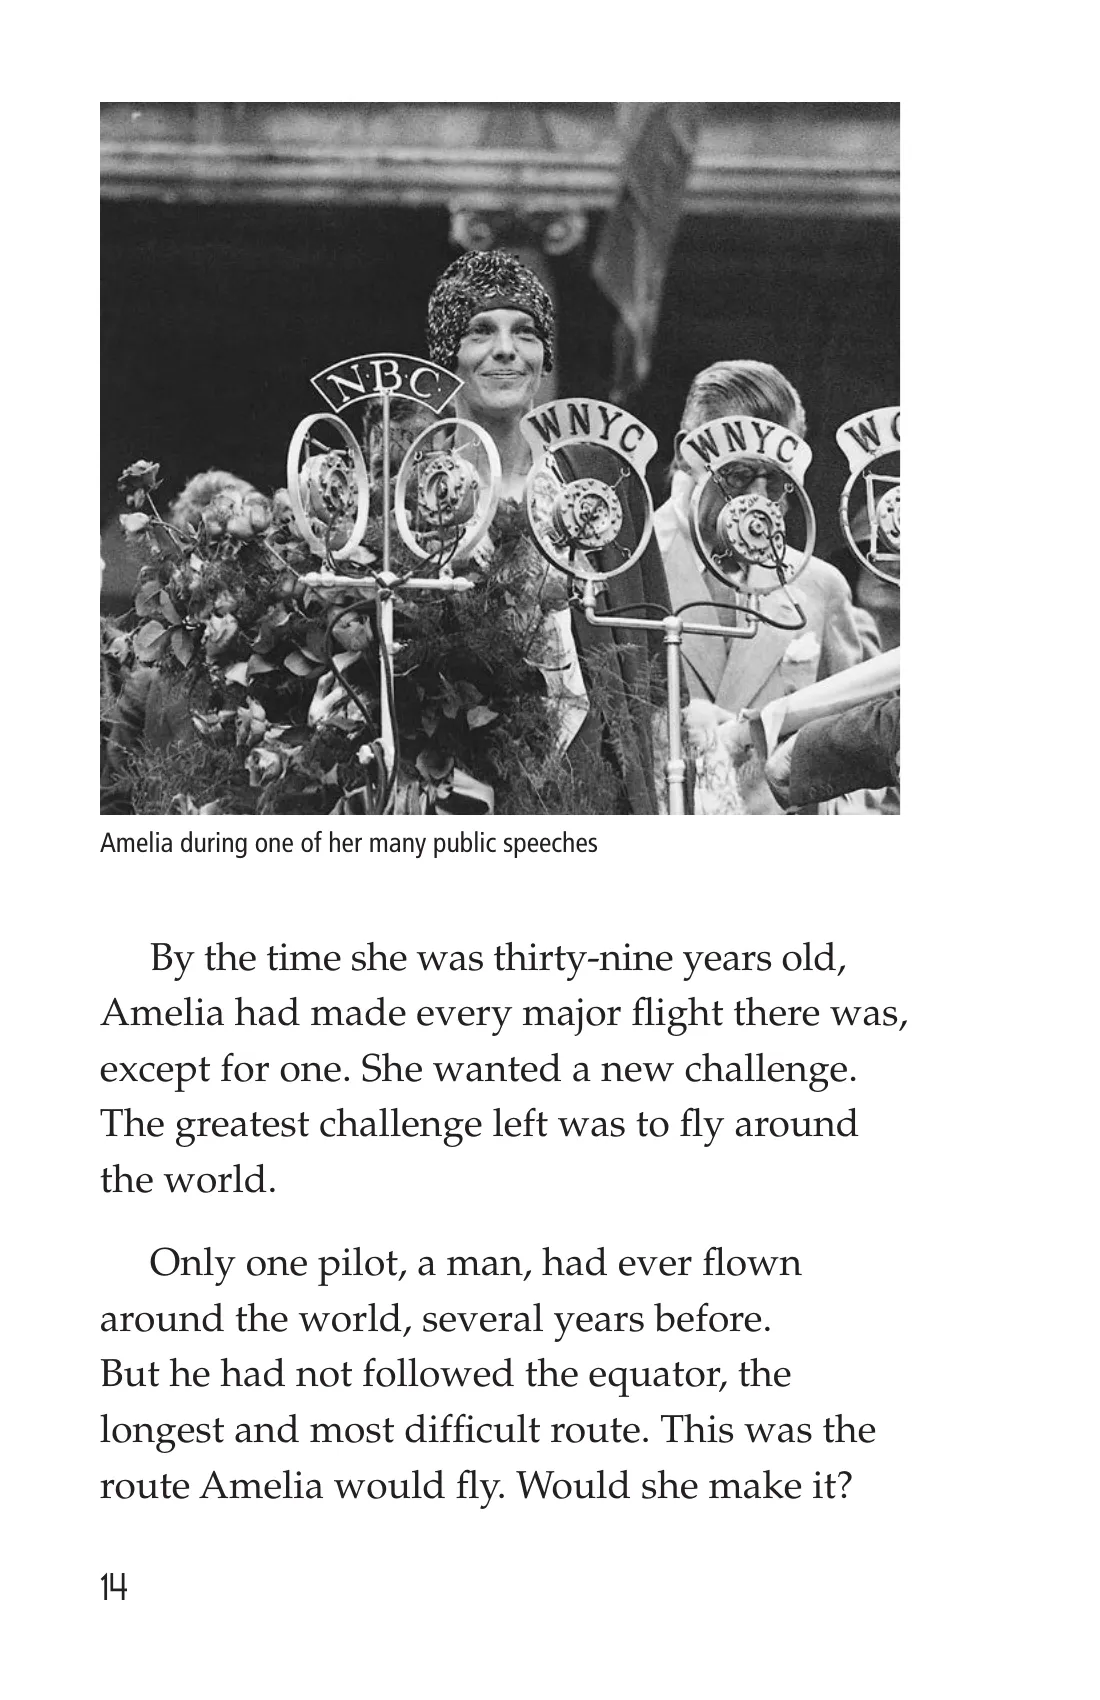 N·B·C·
WNYC
WNYC
Amelia during one of her many public speeches
By the time she was thirty-nine years old,
Amelia had made every major flight there was,
except for one. She wanted a new challenge.
The greatest challenge left was to fly around
the world.
Only one pilot, a man, had ever flown
around the world, several years before.
But he had not followed the equator, the
longest and most difficult route. This was the
route Amelia would fly. Would she make it?
14